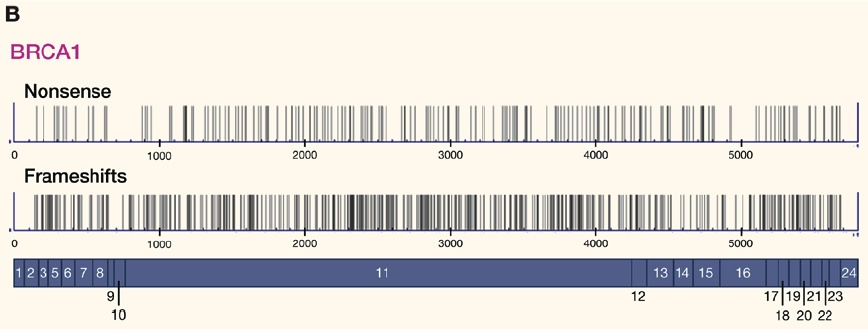 B
BRCA1
Nonsense
0 1000 2000 3000 4000 5000
Frameshifts
0 1000 2000 3000 4000 5000
1 2 3 5 6 7 8 11 13 14 15 16 24
9 12 17 19 21 23
10 18 20 22